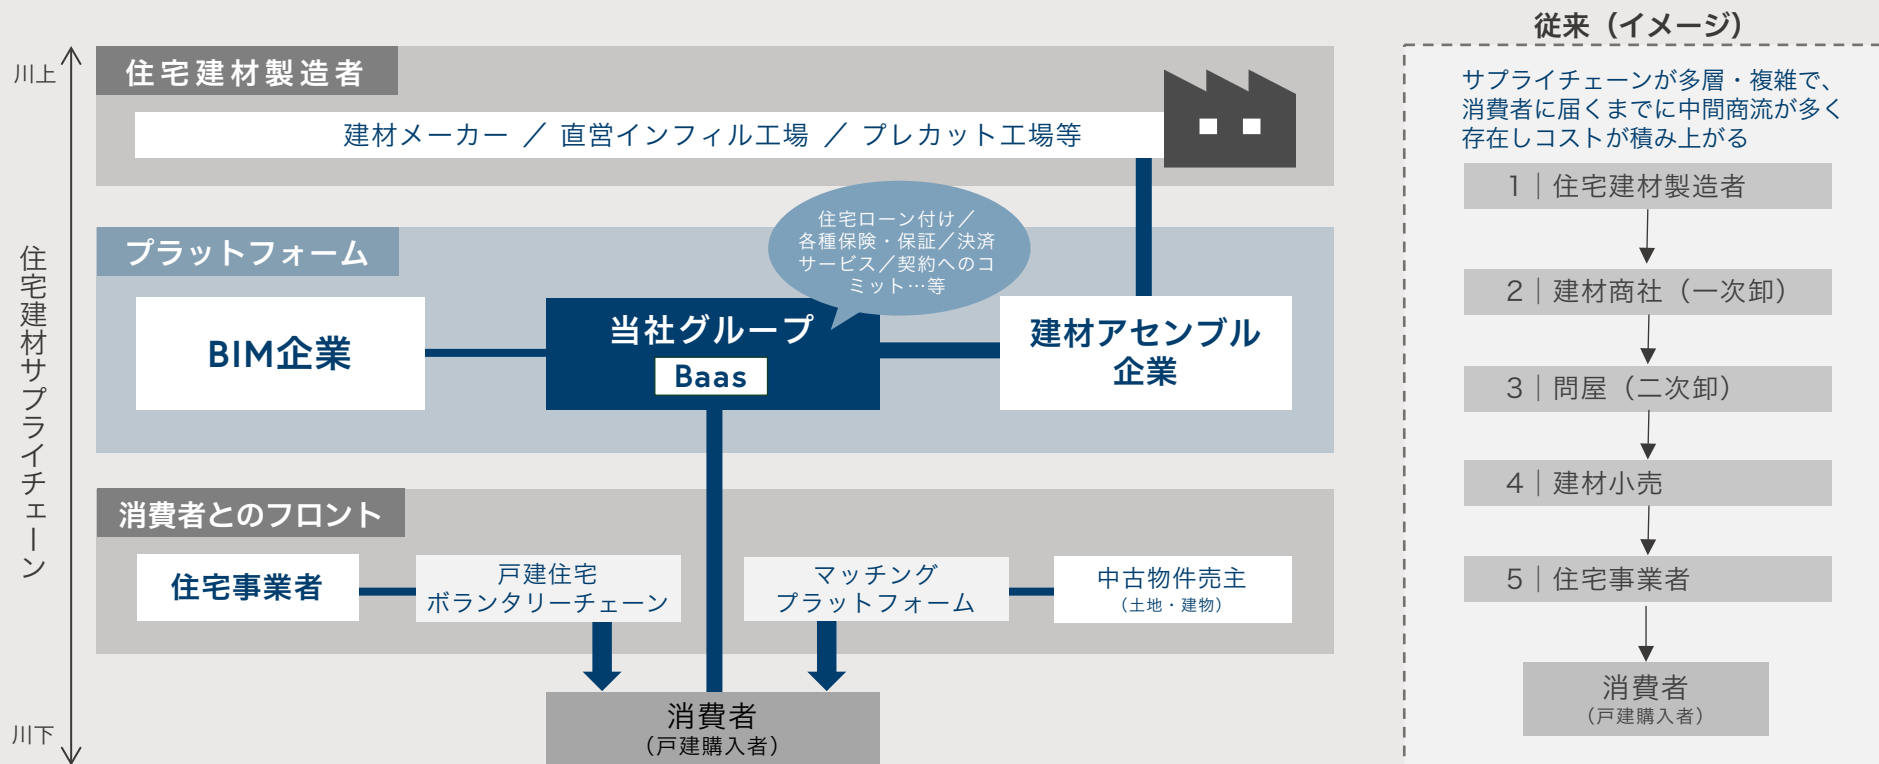 川上
住宅建材サプライチェーン
川下
住宅建材製造者
建材メーカー ／ 直営インフィル工場 ／ プレカット工場等
プラットフォーム
住宅ローン付け／
各種保険・保証／決済
サービス／契約へのコ
ミット…等
BIM企業
当社グループ
Baas
建材アセンブル
企業
消費者とのフロント
住宅事業者
戸建住宅
ボランタリーチェーン
マッチング
プラットフォーム
中古物件売主
（土地・建物）
消費者
（戸建購入者）
従来（イメージ）
サプライチェーンが多層・複雑で、
消費者に届くまでに中間商流が多く
存在しコストが積み上がる
1｜住宅建材製造者
2｜建材商社（一次卸）
3｜問屋（二次卸）
4｜建材小売
5｜住宅事業者
消費者
（戸建購入者）